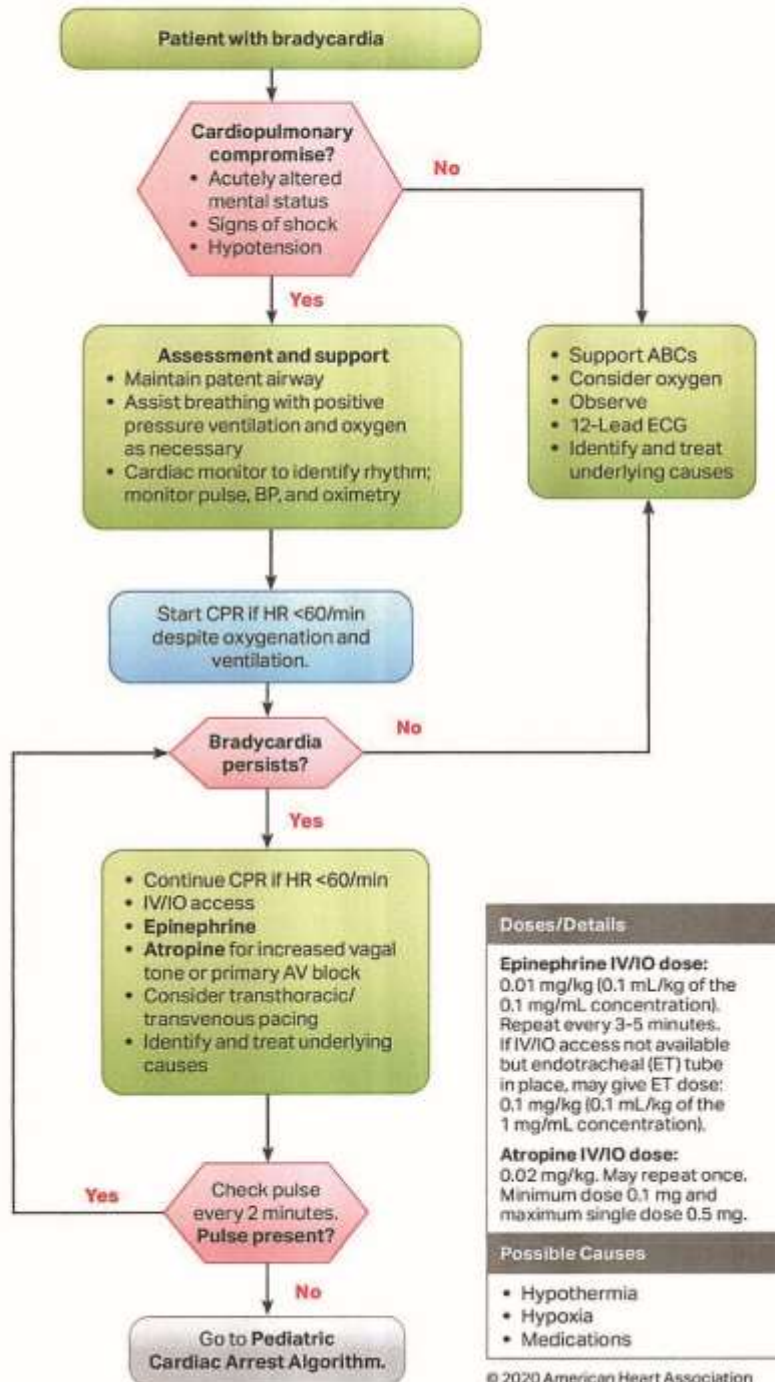 Patient with bradycardia
Cardiopulmonary
compromise?
• Acutely altered
mental status
• Signs of shock
• Hypotension
No
Yes
Assessment and support
• Maintain patent airway
• Assist breathing with positive
pressure ventilation and oxygen
as necessary
• Cardiac monitor to identify rhythm;
monitor pulse, BP, and oximetry
• Support ABCs
• Consider oxygen
• Observe
• 12-Lead ECG
• Identify and treat
underlying causes
Start CPR if HR <60/min
despite oxygenation and
ventilation.
Bradycardia
persists?
No
Yes
• Continue CPR if HR <60/min
• IV/IO access
• Epinephrine
• Atropine for increased vagal
tone or primary AV block
• Consider transthoracic/
transvenous pacing
• Identify and treat underlying
causes
Check pulse
every 2 minutes.
Pulse present?
Yes
No
Go to Pediatric
Cardiac Arrest Algorithm.
Doses/Details
Epinephrine IV/IO dose:
0.01 mg/kg (0.1 mL/kg of the
0.1 mg/mL concentration).
Repeat every 3-5 minutes.
If IV/IO access not available
but endotracheal (ET) tube
in place, may give ET dose:
0.1 mg/kg (0.1 mL/kg of the
1 mg/mL concentration).
Atropine IV/IO dose:
0.02 mg/kg. May repeat once.
Minimum dose 0.1 mg and
maximum single dose 0.5 mg.
Possible Causes
• Hypothermia
• Hypoxia
• Medications
© 2020 American Heart Association